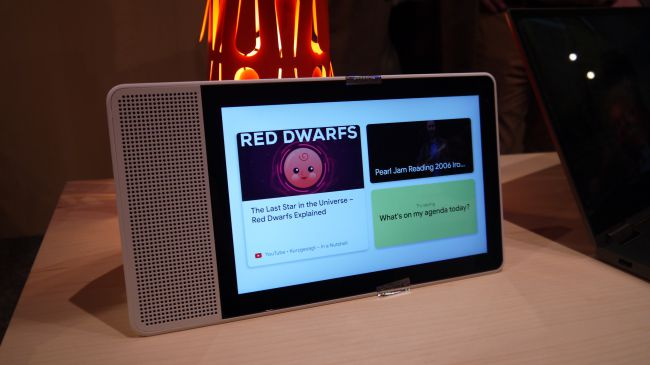 RED DWARFS
The Last Star in the Universe –
Red Dwarfs Explained
YouTube • Kurzgesagt – In a Nutshell
Pearl Jam Reading 2006 Iro...
Try saying
What's on my agenda today?